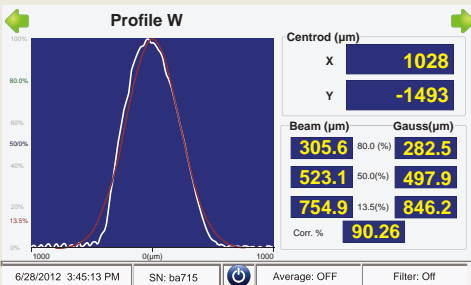 Profile W
100%
80.0%
60%
50/0%
40%
20%
13.5%
0%
1000
0(µm)
1000
Centrod (µm)
X 1028
Y -1493
Beam (µm) Gauss(µm)
305.6 80.0 (%) 282.5
523.1 50.0(%) 497.9
754.9 13.5(%) 846.2
Corr. % 90.26
6/28/2012 3:45:13 PM SN: ba715 Average: OFF Filter: Off